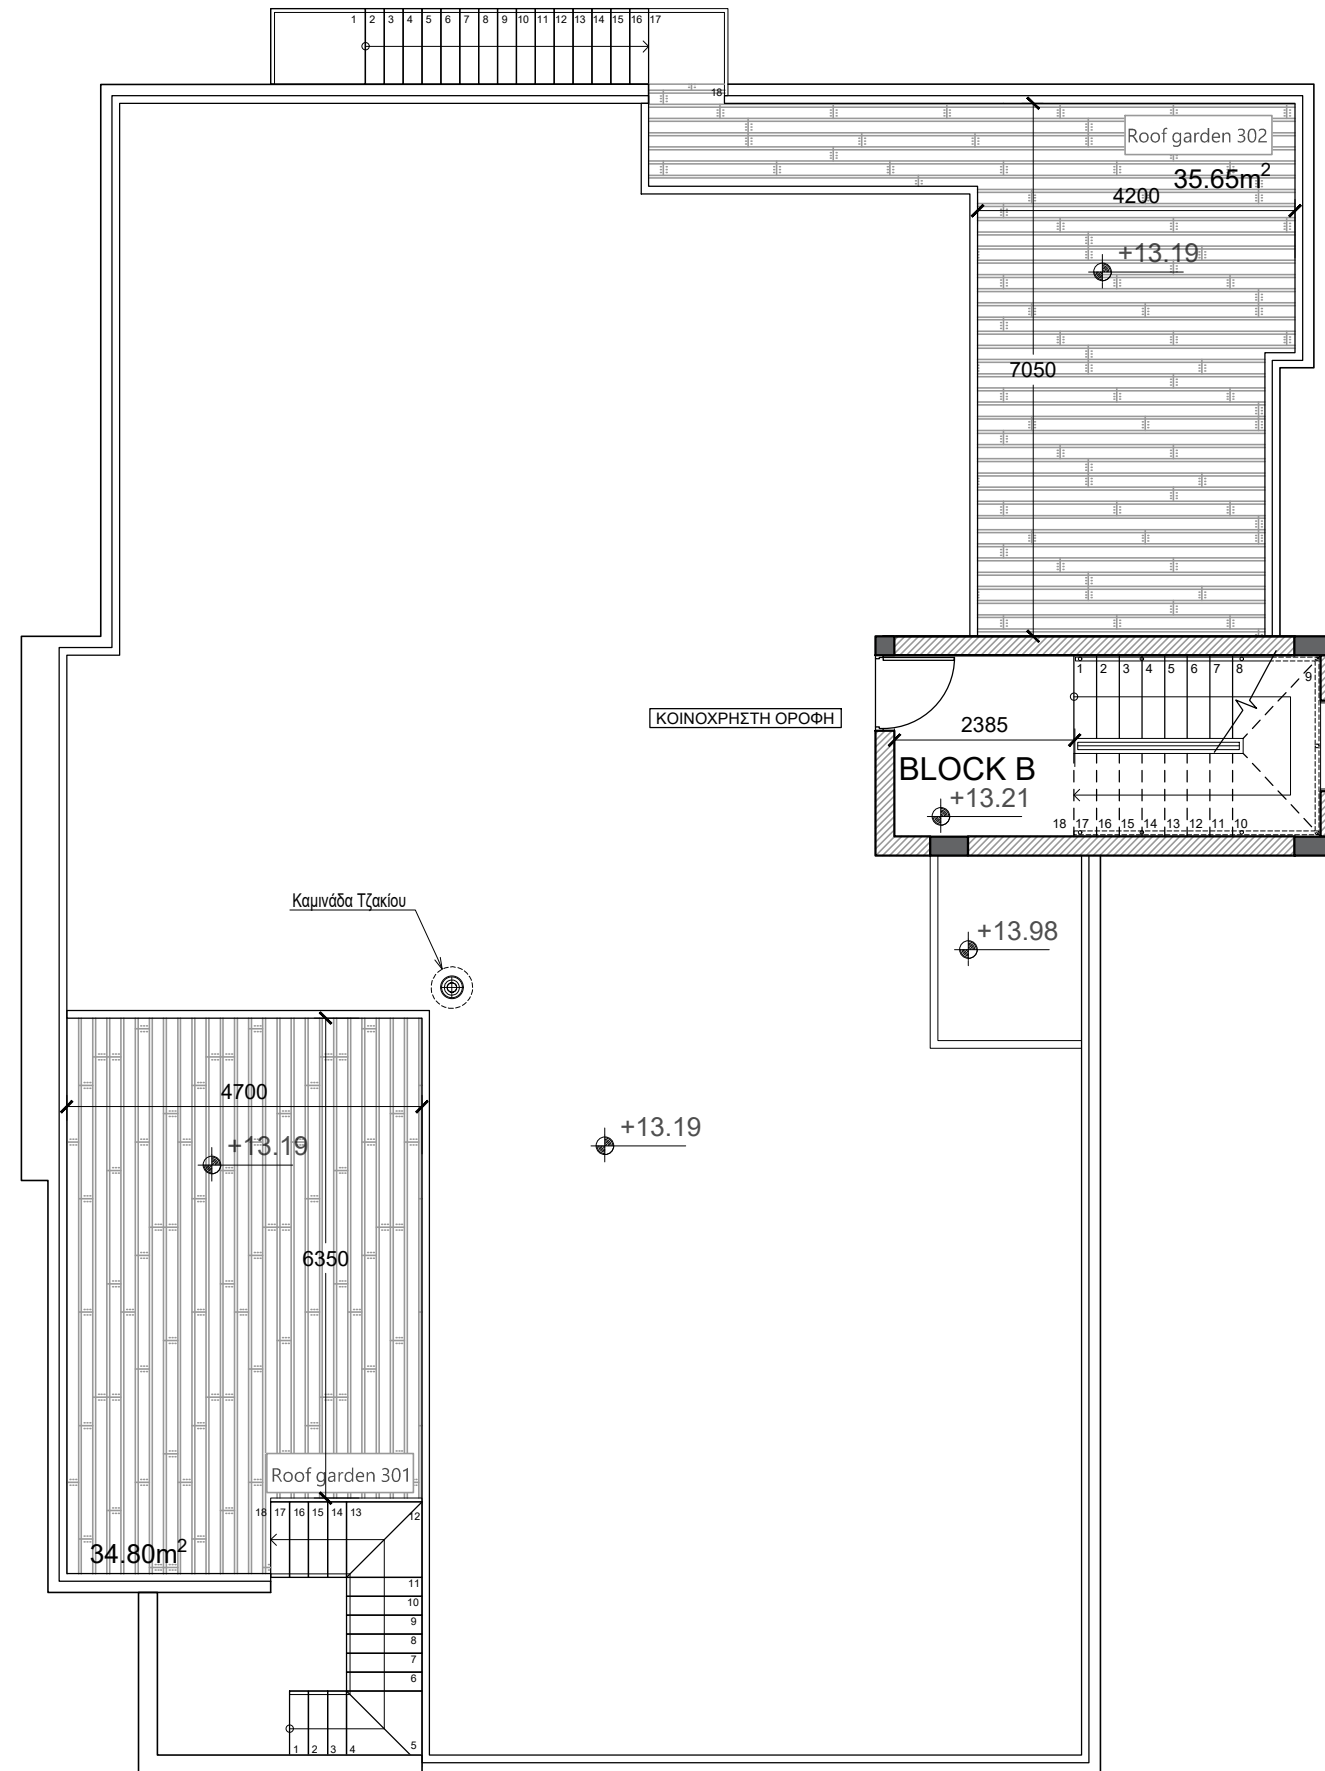 1 2 3 4 5 6 7 8 9 10 11 12 13 14 15 16 17
18
Roof garden 302
35.65m²
4200
+13.19
7050
1 2 3 4 5 6 7 8 9
ΚΟΙΝΟΧΡΗΣΤΗ ΟΡΟΦΗ
2385
BLOCK B
+13.21
18 17 16 15 14 13 12 11 10
Καμινάδα Τζακίου
+13.98
4700
+13.19
+13.19
6350
Roof garden 301
18 17 16 15 14 13 12
34.80m²
11
10
9
8
7
6
1 2 3 4 5